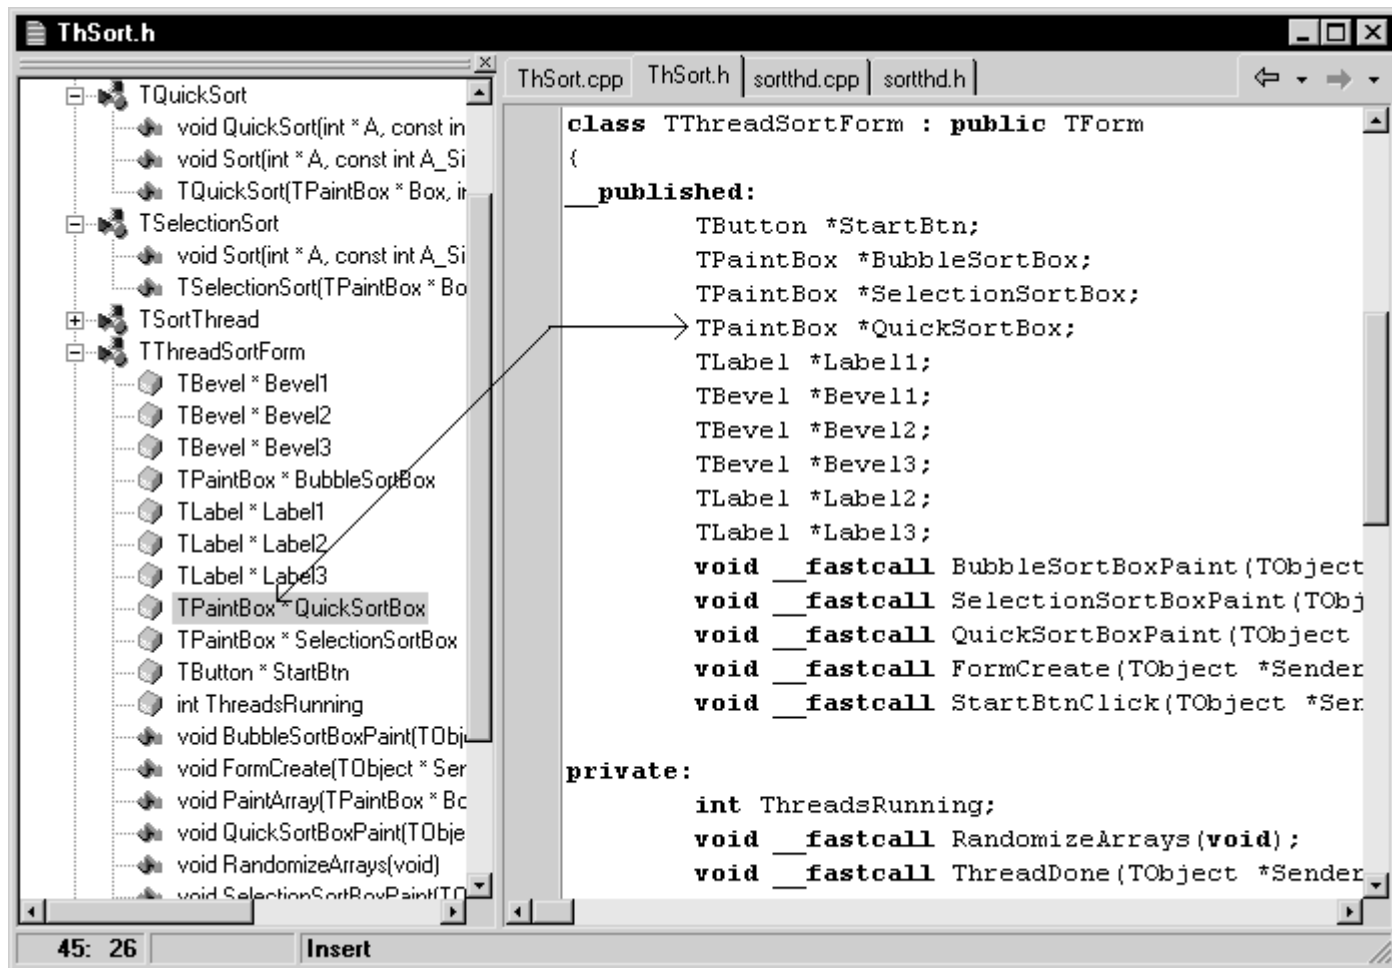 ThSort.h
TQuickSort
void QuickSort(int * A, const in
void Sort(int * A, const int A_Si
TQuickSort(TPaintBox * Box, in
TSelectionSort
void Sort(int * A, const int A_Si
TSelectionSort(TPaintBox * Bo
TSortThread
TThreadSortForm
TBevel * Bevel1
TBevel * Bevel2
TBevel * Bevel3
TPaintBox * BubbleSortBox
TLabel * Label1
TLabel * Label2
TLabel * Label3
TPaintBox * QuickSortBox
TPaintBox * SelectionSortBox
TButton * StartBtn
int ThreadsRunning
void BubbleSortBoxPaint(TObje
void FormCreate(TObject * Ser
void PaintArray(TPaintBox * Bo
void QuickSortBoxPaint(TObje
void RandomizeArrays(void)
void SelectionSortBoxPaint(TO
ThSort.cpp ThSort.h sortthd.cpp sortthd.h
class TThreadSortForm : public TForm
{
__published:
TButton *StartBtn;
TPaintBox *BubbleSortBox;
TPaintBox *SelectionSortBox;
TPaintBox *QuickSortBox;
TLabel *Label1;
TBevel *Bevel1;
TBevel *Bevel2;
TBevel *Bevel3;
TLabel *Label2;
TLabel *Label3;
void __fastcall BubbleSortBoxPaint(TObject
void __fastcall SelectionSortBoxPaint(TObj
void __fastcall QuickSortBoxPaint(TObject
void __fastcall FormCreate(TObject *Sender
void __fastcall StartBtnClick(TObject *Sen
private:
int ThreadsRunning;
void __fastcall RandomizeArrays(void);
void __fastcall ThreadDone(TObject *Sender
45: 26 Insert